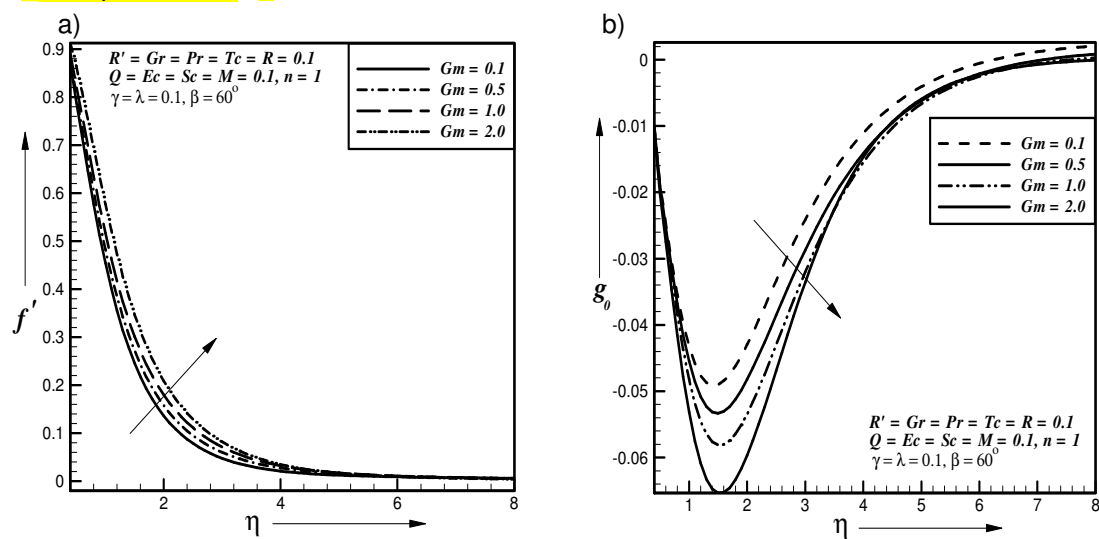 a)
R' = Gr = Pr = Tc = R = 0.1
Q = Ec = Sc = M = 0.1, n = 1
γ = λ = 0.1, β = 60°
Gm = 0.1
Gm = 0.5
Gm = 1.0
Gm = 2.0
0.9
0.8
0.7
0.6
0.5
0.4
0.3
0.2
0.1
0
f'
2
4
6
8
η
b)
0
-0.01
-0.02
-0.03
-0.04
-0.05
-0.06
g₀
Gm = 0.1
Gm = 0.5
Gm = 1.0
Gm = 2.0
R' = Gr = Pr = Tc = R = 0.1
Q = Ec = Sc = M = 0.1, n = 1
γ = λ = 0.1, β = 60°
1
2
3
4
5
6
7
8
η